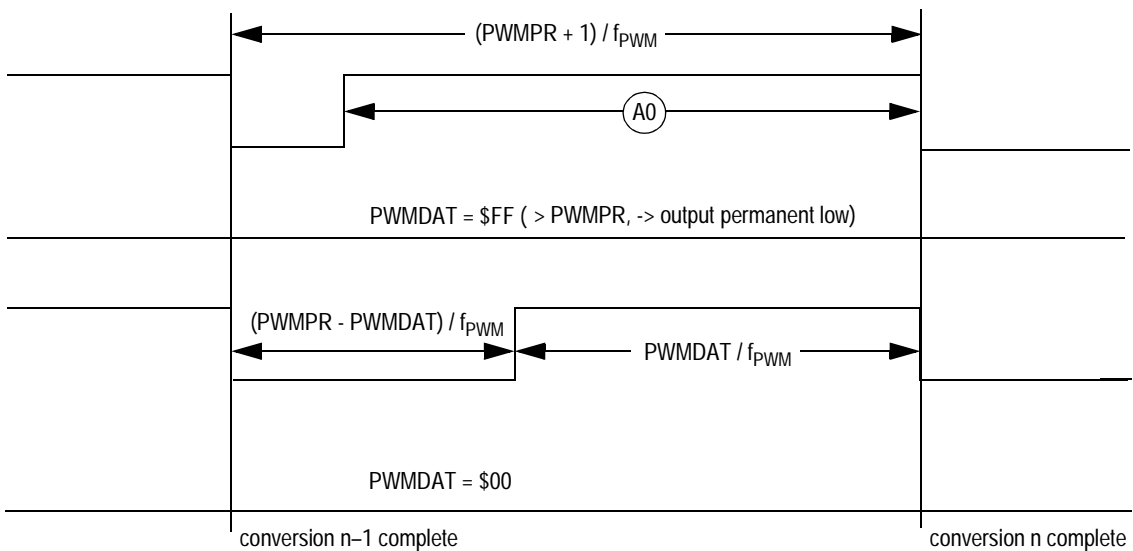 (PWMPR + 1) / fPWM
A0
PWMDAT = $FF ( > PWMPR, -> output permanent low)
(PWMPR - PWMDAT) / fPWM
PWMDAT / fPWM
PWMDAT = $00
conversion n–1 complete
conversion n complete